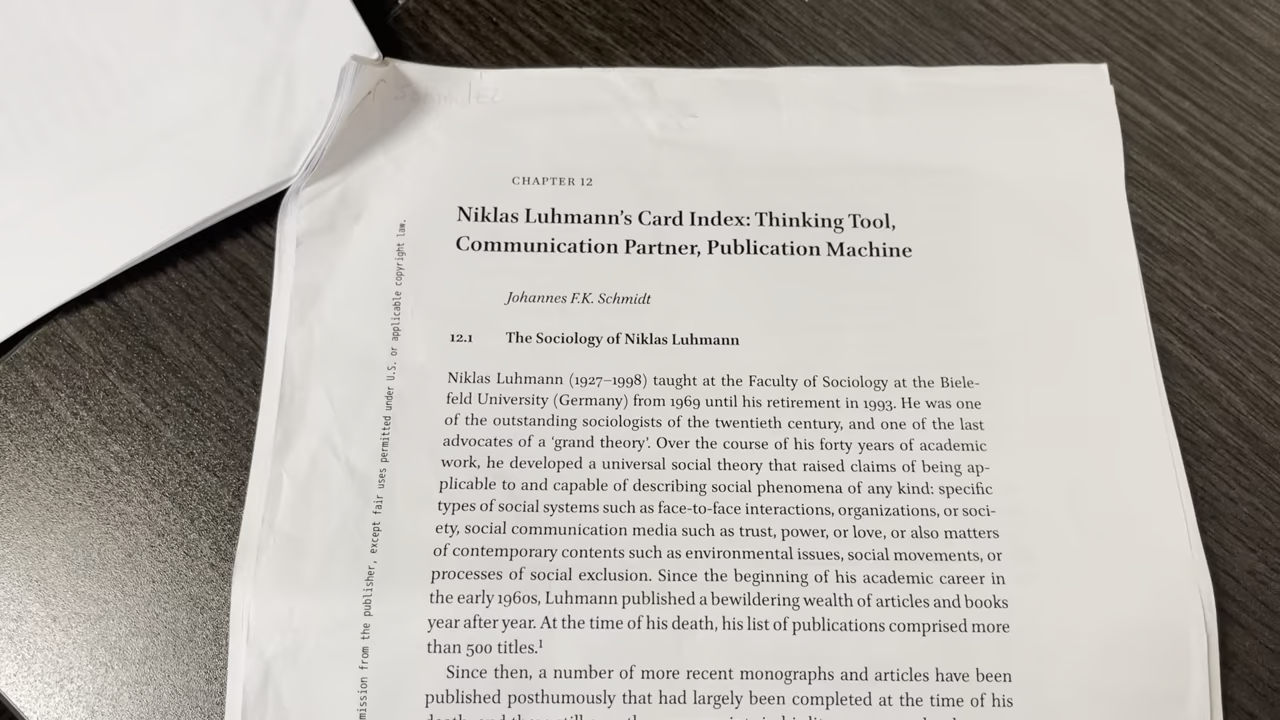 CHAPTER 12
Niklas Luhmann’s Card Index: Thinking Tool,
Communication Partner, Publication Machine
Johannes F.K. Schmidt
12.1 The Sociology of Niklas Luhmann
Niklas Luhmann (1927–1998) taught at the Faculty of Sociology at the Biele-
feld University (Germany) from 1969 until his retirement in 1993. He was one
of the outstanding sociologists of the twentieth century, and one of the last
advocates of a ‘grand theory’. Over the course of his forty years of academic
work, he developed a universal social theory that raised claims of being ap-
plicable to and capable of describing social phenomena of any kind: specific
types of social systems such as face-to-face interactions, organizations, or soci-
ety, social communication media such as trust, power, or love, or also matters
of contemporary contents such as environmental issues, social movements, or
processes of social exclusion. Since the beginning of his academic career in
the early 1960s, Luhmann published a bewildering wealth of articles and books
year after year. At the time of his death, his list of publications comprised more
than 500 titles.¹
Since then, a number of more recent monographs and articles have been
published posthumously that had largely been completed at the time of his
mission from the publisher, except fair uses permitted under U.S. or applicable copyright law.